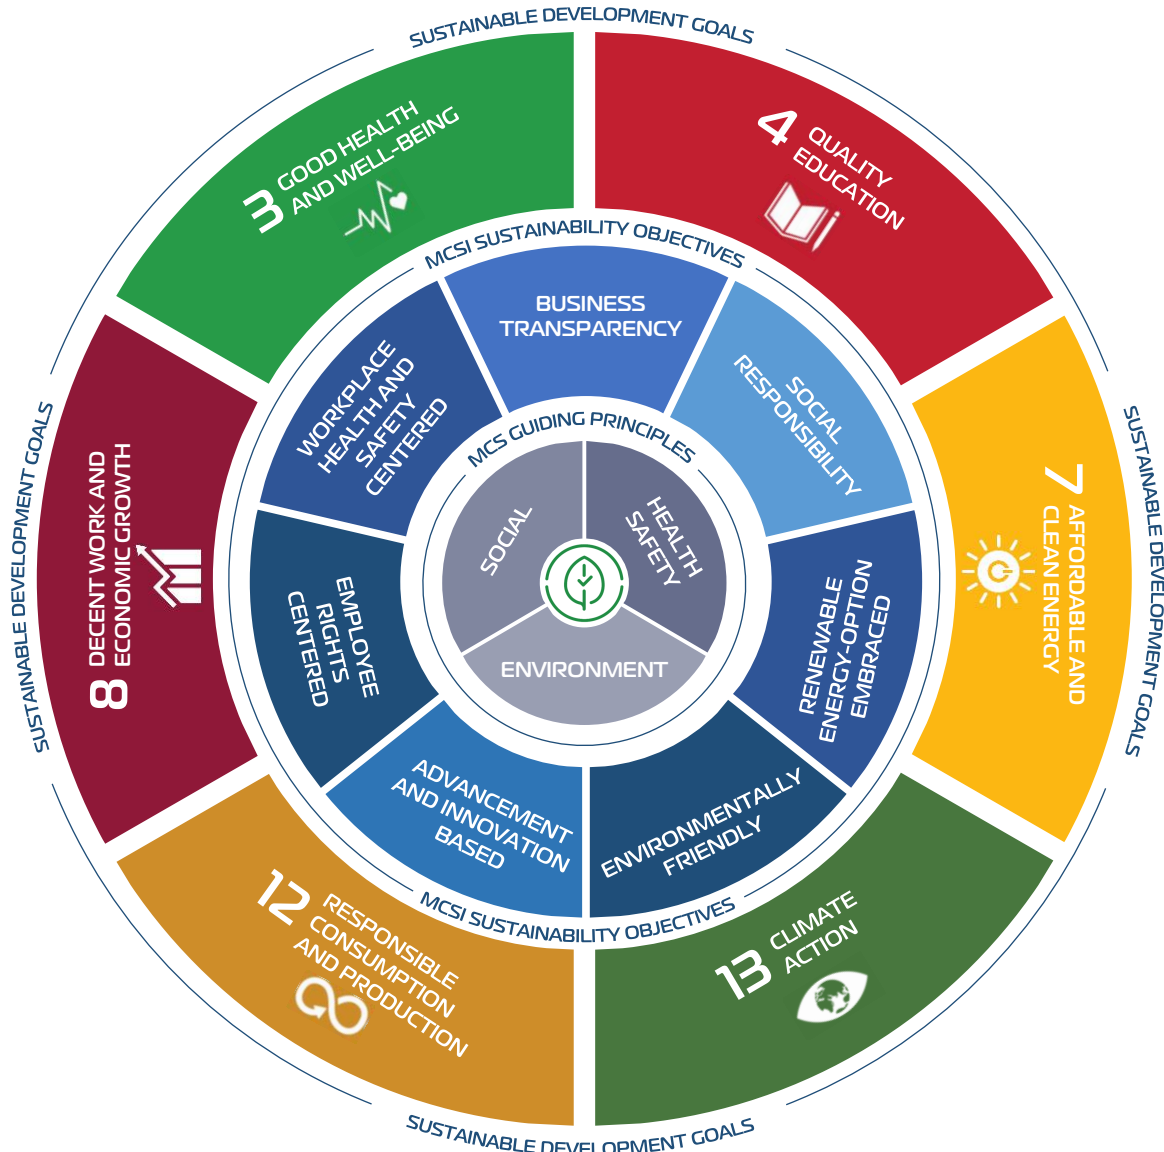 SUSTAINABLE DEVELOPMENT GOALS
3
GOOD HEALTH
AND WELL-BEING
4
QUALITY
EDUCATION
7
AFFORDABLE AND
CLEAN ENERGY
SUSTAINABLE DEVELOPMENT GOALS
13
CLIMATE
ACTION
SUSTAINABLE DEVELOPMENT GOALS
12
RESPONSIBLE
CONSUMPTION
AND PRODUCTION
8
DECENT WORK AND
ECONOMIC GROWTH
SUSTAINABLE DEVELOPMENT GOALS
MCSI SUSTAINABILITY OBJECTIVES
BUSINESS
TRANSPARENCY
SOCIAL
RESPONSIBILITY
RENEWABLE
ENERGY-OPTION
EMBRACED
ENVIRONMENTALLY
FRIENDLY
ADVANCEMENT
AND INNOVATION
BASED
EMPLOYEE
RIGHTS
CENTERED
WORKPLACE
HEALTH AND
SAFETY
CENTERED
MCSI SUSTAINABILITY OBJECTIVES
MCS GUIDING PRINCIPLES
SOCIAL
HEALTH
SAFETY
ENVIRONMENT